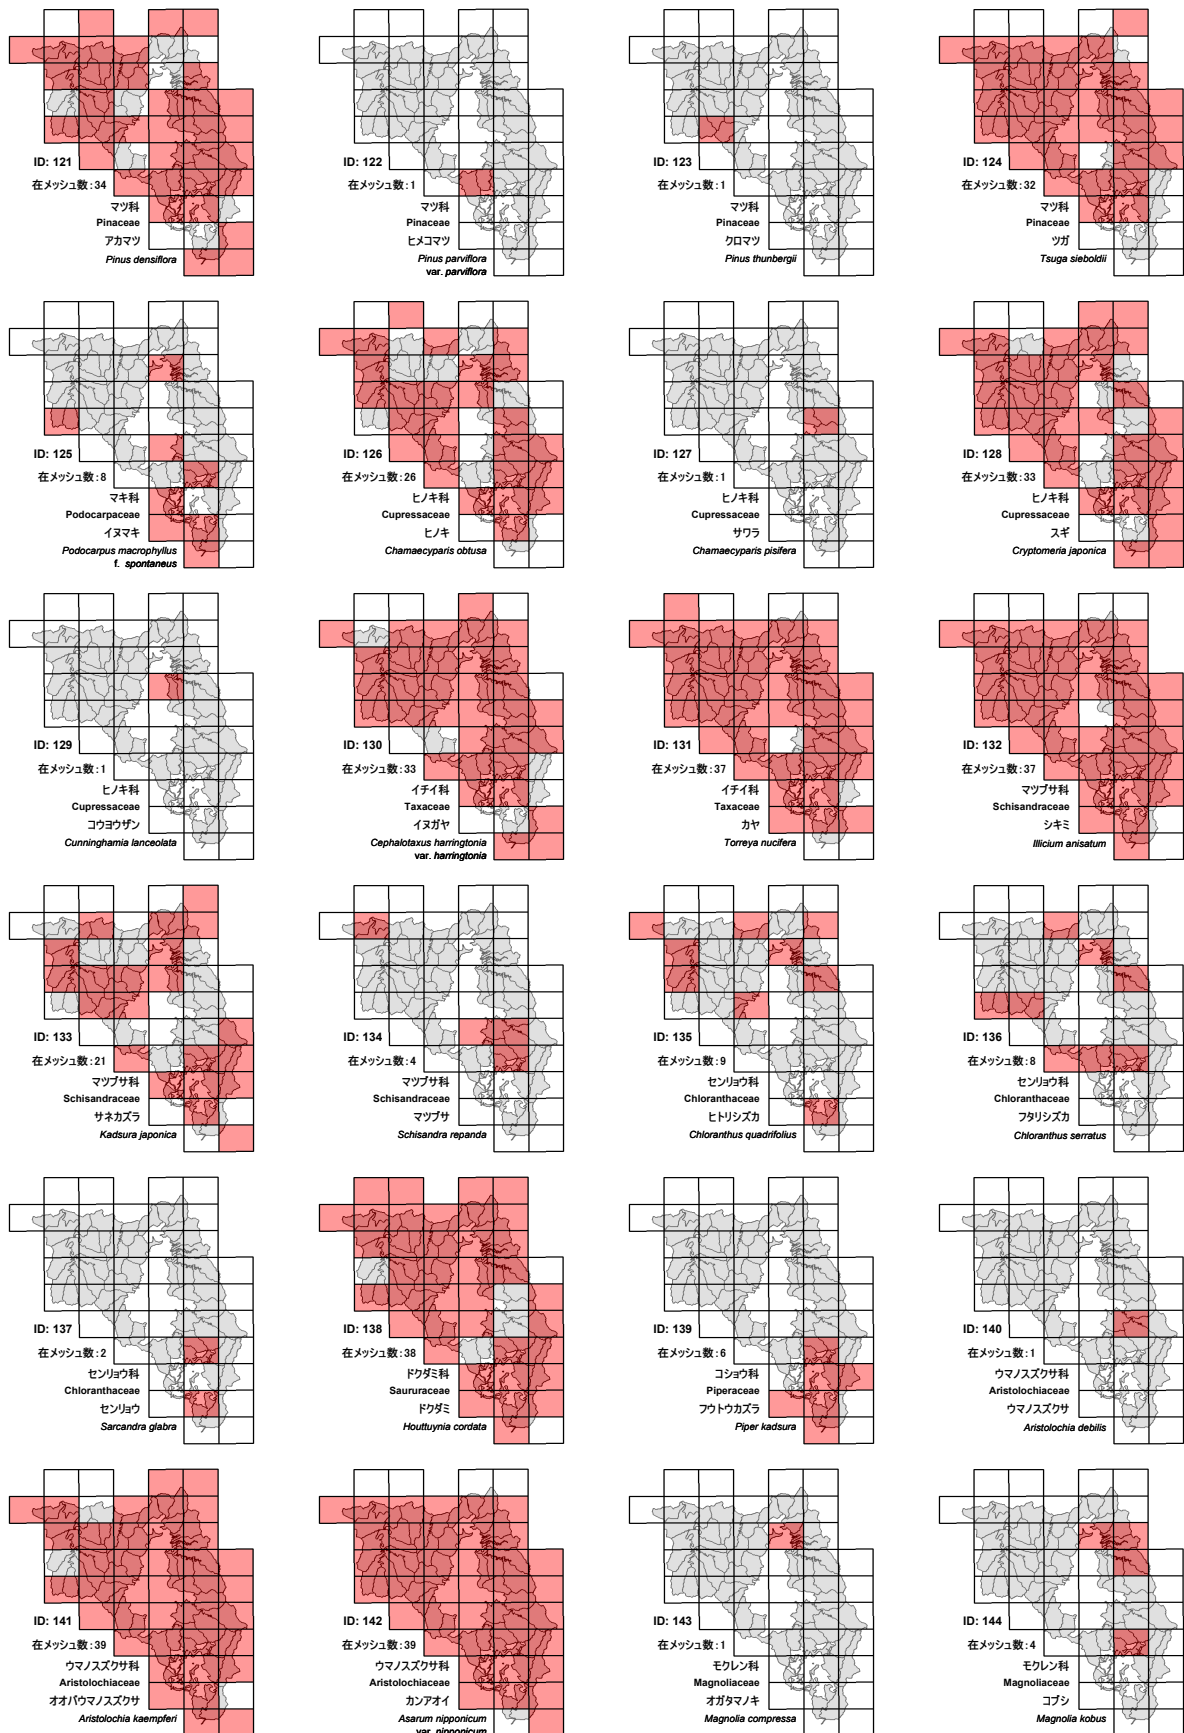 ID: 121
在メッシュ数:34
マツ科
Pinaceae
アカマツ
Pinus densiflora
ID: 122
在メッシュ数:1
マツ科
Pinaceae
ヒメコマツ
Pinus parviflora
var. parviflora
ID: 123
在メッシュ数:1
マツ科
Pinaceae
クロマツ
Pinus thunbergii
ID: 124
在メッシュ数:32
マツ科
Pinaceae
ツガ
Tsuga sieboldii
ID: 125
在メッシュ数:8
マキ科
Podocarpaceae
イヌマキ
Podocarpus macrophyllus
f. spontaneus
ID: 126
在メッシュ数:26
ヒノキ科
Cupressaceae
ヒノキ
Chamaecyparis obtusa
ID: 127
在メッシュ数:1
ヒノキ科
Cupressaceae
サワラ
Chamaecyparis pisifera
ID: 128
在メッシュ数:33
ヒノキ科
Cupressaceae
スギ
Cryptomeria japonica
ID: 129
在メッシュ数:1
ヒノキ科
Cupressaceae
コウヨウザン
Cunninghamia lanceolata
ID: 130
在メッシュ数:33
イチイ科
Taxaceae
イヌガヤ
Cephalotaxus harringtonia
var. harringtonia
ID: 131
在メッシュ数:37
イチイ科
Taxaceae
カヤ
Torreya nucifera
ID: 132
在メッシュ数:37
マツブサ科
Schisandraceae
シキミ
Illicium anisatum
ID: 133
在メッシュ数:21
マツブサ科
Schisandraceae
サネカズラ
Kadsura japonica
ID: 134
在メッシュ数:4
マツブサ科
Schisandraceae
マツブサ
Schisandra repanda
ID: 135
在メッシュ数:9
センリョウ科
Chloranthaceae
ヒトリシズカ
Chloranthus quadrifolius
ID: 136
在メッシュ数:8
センリョウ科
Chloranthaceae
フタリシズカ
Chloranthus serratus
ID: 137
在メッシュ数:2
センリョウ科
Chloranthaceae
センリョウ
Sarcandra glabra
ID: 138
在メッシュ数:38
ドクダミ科
Saururaceae
ドクダミ
Houttuynia cordata
ID: 139
在メッシュ数:6
コショウ科
Piperaceae
フウトウカズラ
Piper kadsura
ID: 140
在メッシュ数:1
ウマノスズクサ科
Aristolochiaceae
ウマノスズクサ
Aristolochia debilis
ID: 141
在メッシュ数:39
ウマノスズクサ科
Aristolochiaceae
オオバウマノスズクサ
Aristolochia kaempferi
ID: 142
在メッシュ数:39
ウマノスズクサ科
Aristolochiaceae
カンアオイ
Asarum nipponicum
var. nipponicum
ID: 143
在メッシュ数:1
モクレン科
Magnoliaceae
オガタマノキ
Magnolia compressa
ID: 144
在メッシュ数:4
モクレン科
Magnoliaceae
コブシ
Magnolia kobus